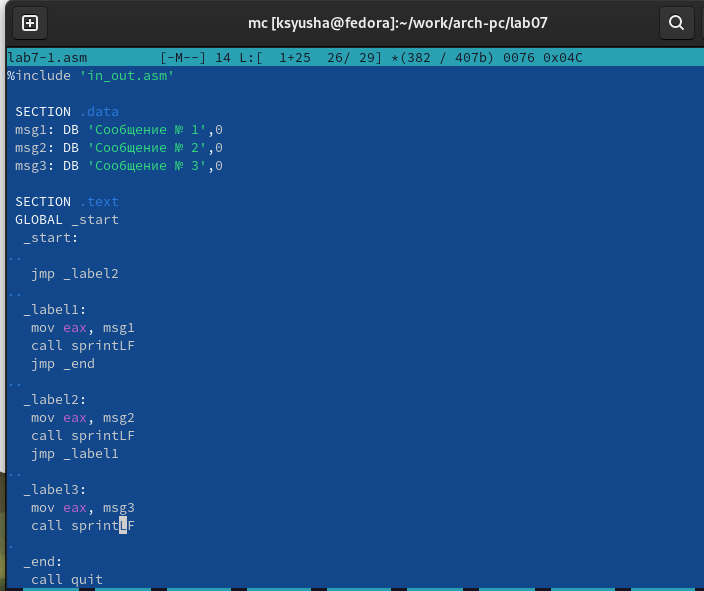 mc [ksyusha@fedora]:~/work/arch-pc/lab07
lab7-1.asm [-M--] 14 L:[ 1+25 26/ 29] *(382 / 407b) 0076 0x04C
%include 'in_out.asm'
SECTION .data
msg1: DB 'Сообщение № 1',0
msg2: DB 'Сообщение № 2',0
msg3: DB 'Сообщение № 3',0
SECTION .text
GLOBAL _start
_start:
..
jmp _label2
..
_label1:
mov eax, msg1
call sprintLF
jmp _end
..
_label2:
mov eax, msg2
call sprintLF
jmp _label1
..
_label3:
mov eax, msg3
call sprintLF
.
_end:
call quit